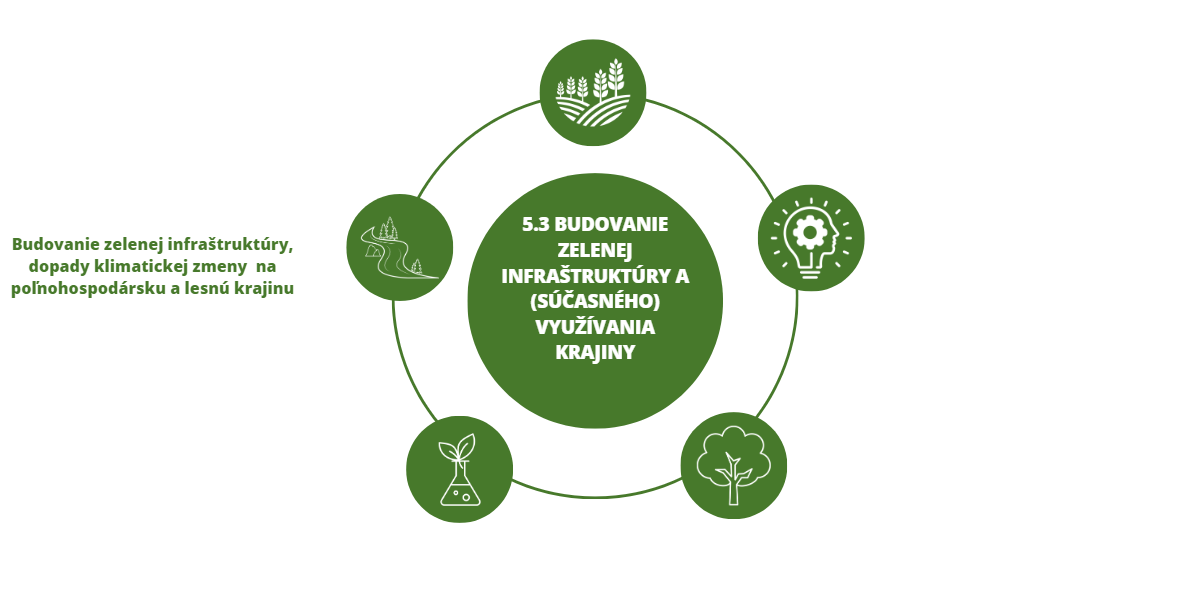 5.3 BUDOVANIE
ZELENEJ
INFRAŠTRUKTÚRY A
(SÚČASNÉHO)
VYUŽÍVANIA
KRAJINY
Budovanie zelenej infraštruktúry,
dopady klimatickej zmeny  na
poľnohospodársku a lesnú krajinu